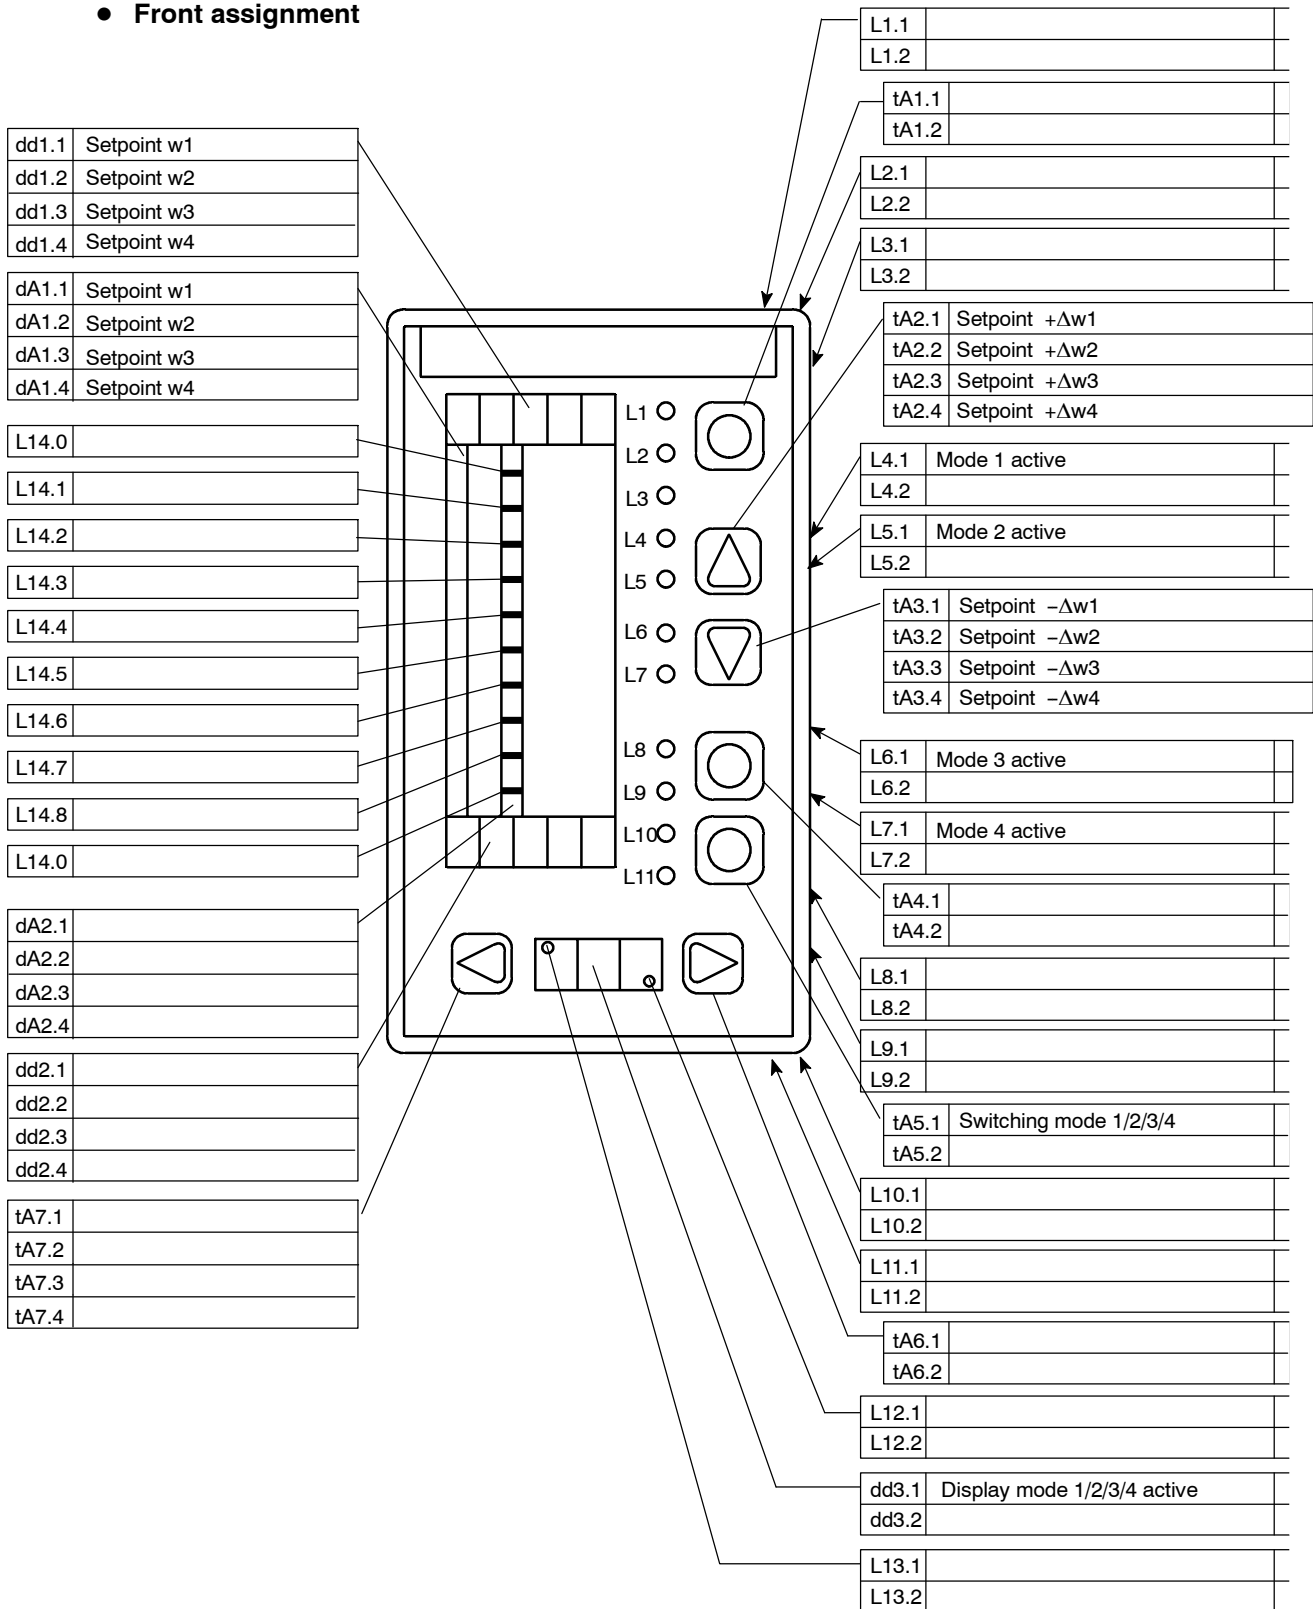 ● Front assignment
dd1.1 Setpoint w1
dd1.2 Setpoint w2
dd1.3 Setpoint w3
dd1.4 Setpoint w4
dA1.1 Setpoint w1
dA1.2 Setpoint w2
dA1.3 Setpoint w3
dA1.4 Setpoint w4
L14.0
L14.1
L14.2
L14.3
L14.4
L14.5
L14.6
L14.7
L14.8
L14.0
dA2.1
dA2.2
dA2.3
dA2.4
dd2.1
dd2.2
dd2.3
dd2.4
tA7.1
tA7.2
tA7.3
tA7.4
L1
L2
L3
L4
L5
L6
L7
L8
L9
L10
L11
L1.1
L1.2
tA1.1
tA1.2
L2.1
L2.2
L3.1
L3.2
tA2.1 Setpoint +Δw1
tA2.2 Setpoint +Δw2
tA2.3 Setpoint +Δw3
tA2.4 Setpoint +Δw4
L4.1 Mode 1 active
L4.2
L5.1 Mode 2 active
L5.2
tA3.1 Setpoint −Δw1
tA3.2 Setpoint −Δw2
tA3.3 Setpoint −Δw3
tA3.4 Setpoint −Δw4
L6.1 Mode 3 active
L6.2
L7.1 Mode 4 active
L7.2
tA4.1
tA4.2
L8.1
L8.2
L9.1
L9.2
tA5.1 Switching mode 1/2/3/4
tA5.2
L10.1
L10.2
L11.1
L11.2
tA6.1
tA6.2
L12.1
L12.2
dd3.1 Display mode 1/2/3/4 active
dd3.2
L13.1
L13.2